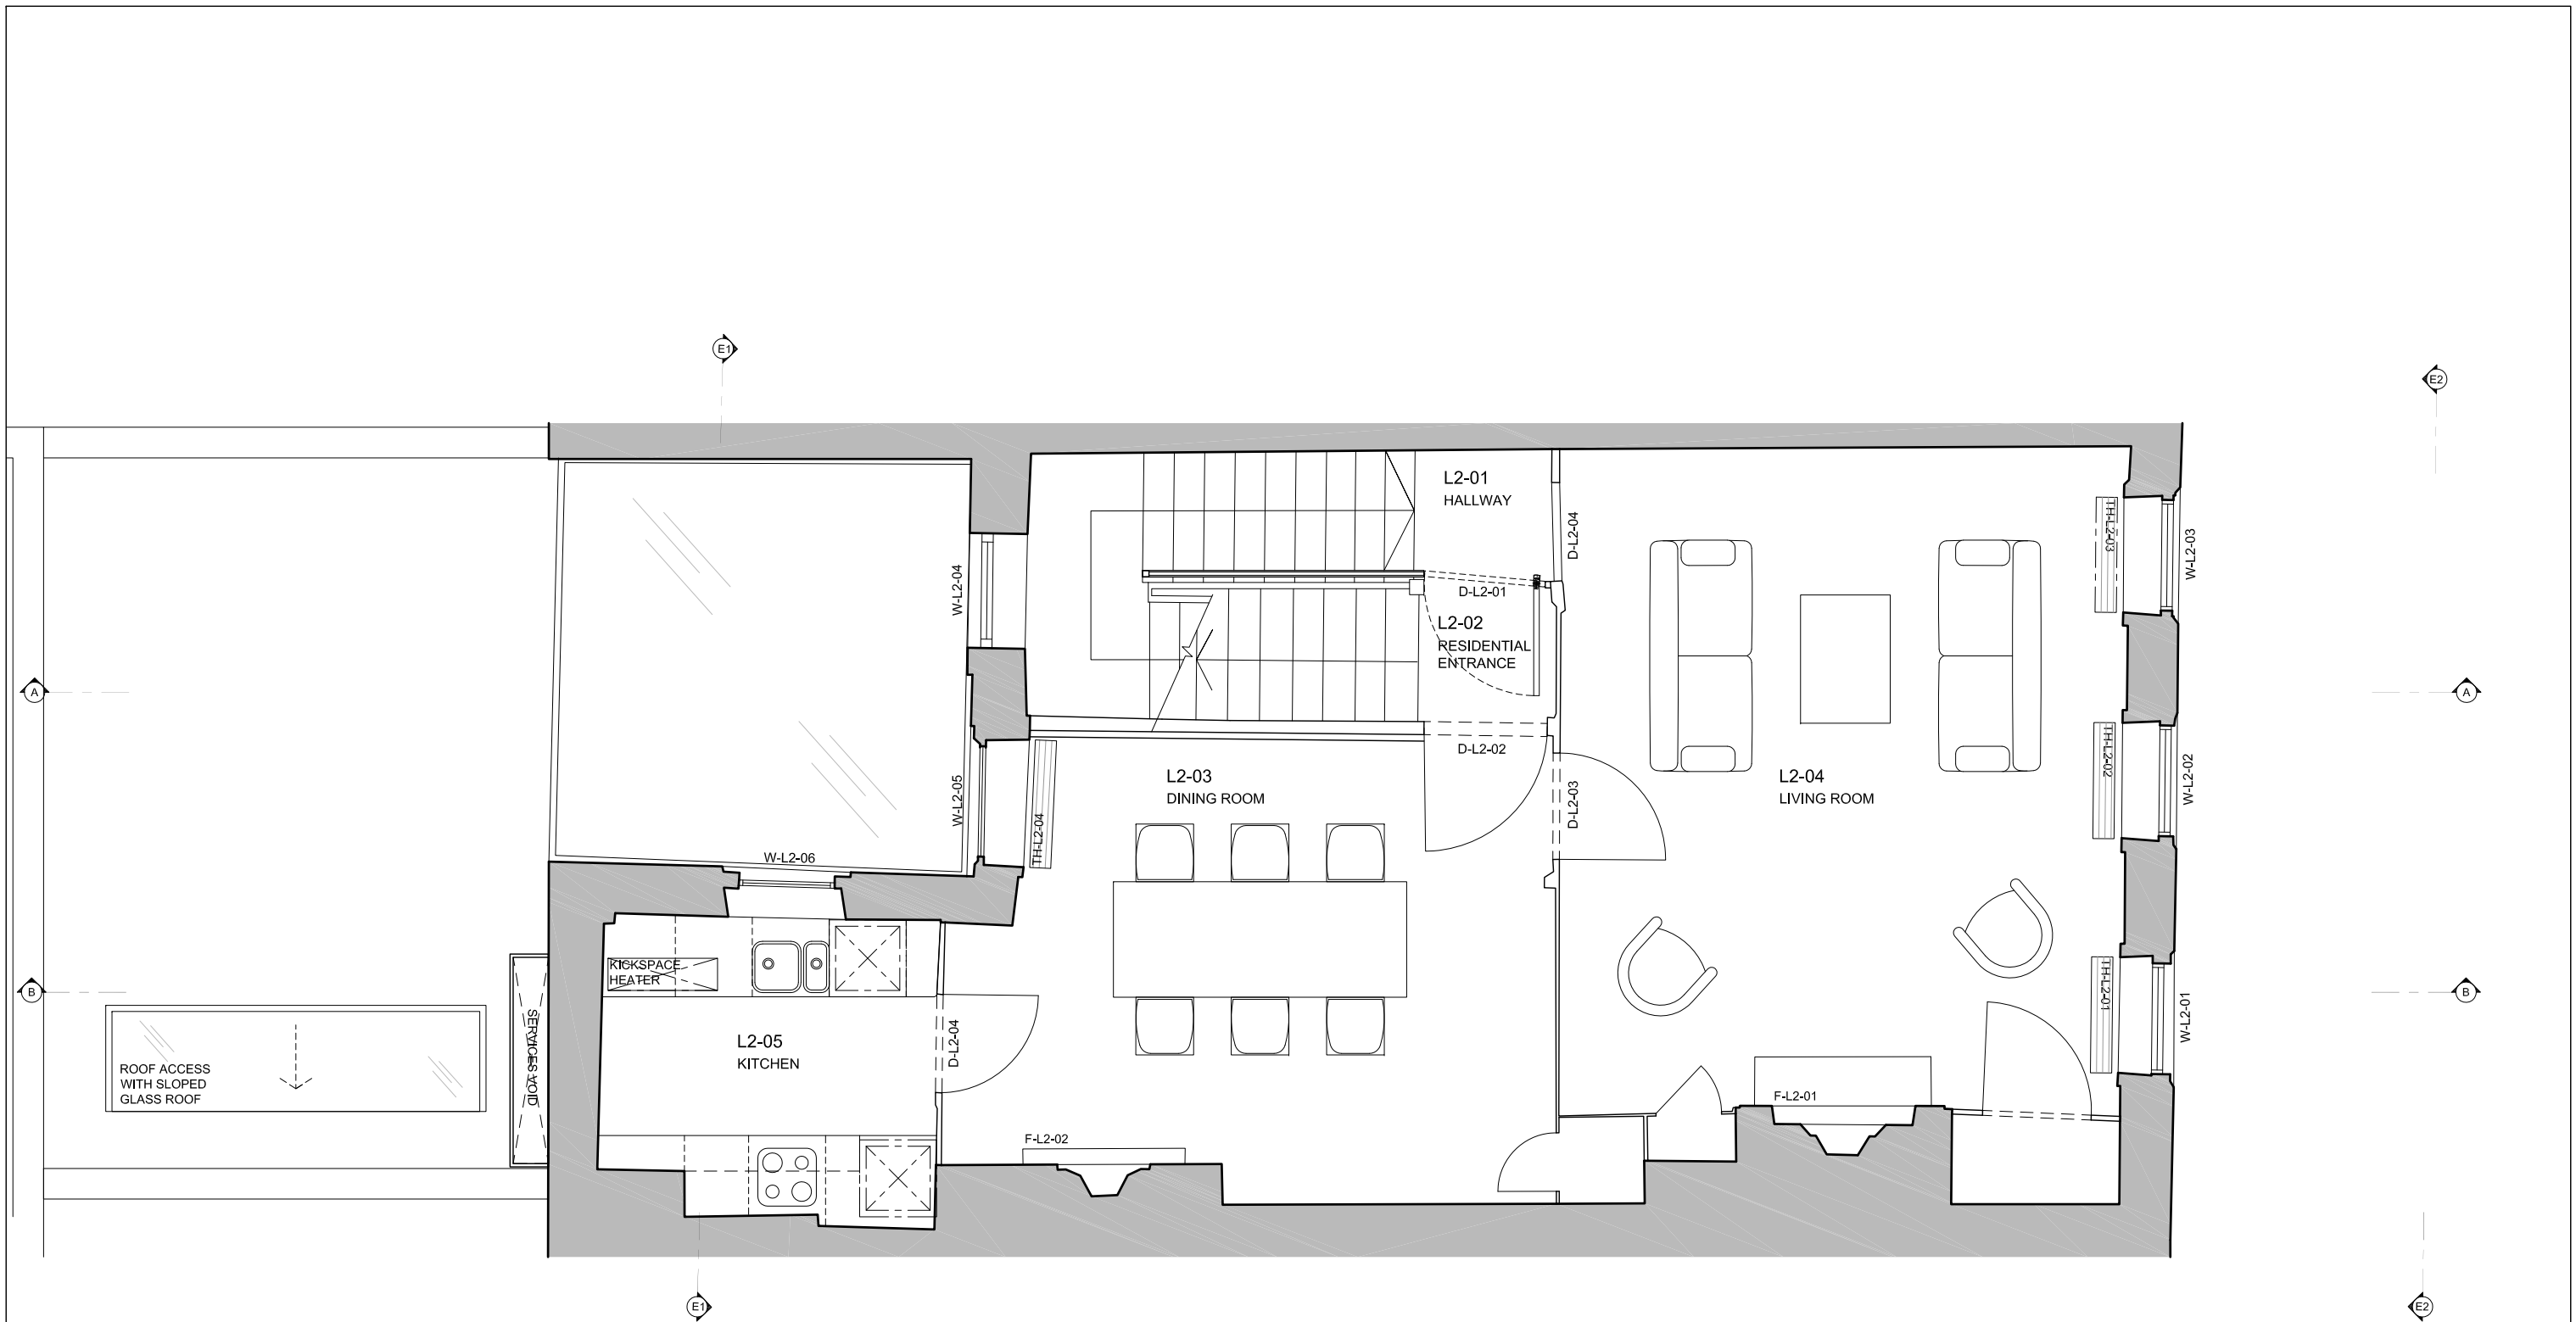 E1
E2
L2-01
HALLWAY
D-L2-04
TH-L2-03
W-L2-03
W-L2-04
D-L2-01
L2-02
RESIDENTIAL
ENTRANCE
A
A
D-L2-02
W-L2-05
TH-L2-04
L2-03
DINING ROOM
D-L2-03
L2-04
LIVING ROOM
TH-L2-02
W-L2-02
W-L2-06
KICKSPACE
HEATER
B
B
TH-L2-01
W-L2-01
SERVICES VOID
L2-05
KITCHEN
D-L2-04
ROOF ACCESS
WITH SLOPED
GLASS ROOF
F-L2-01
F-L2-02
E1
E2